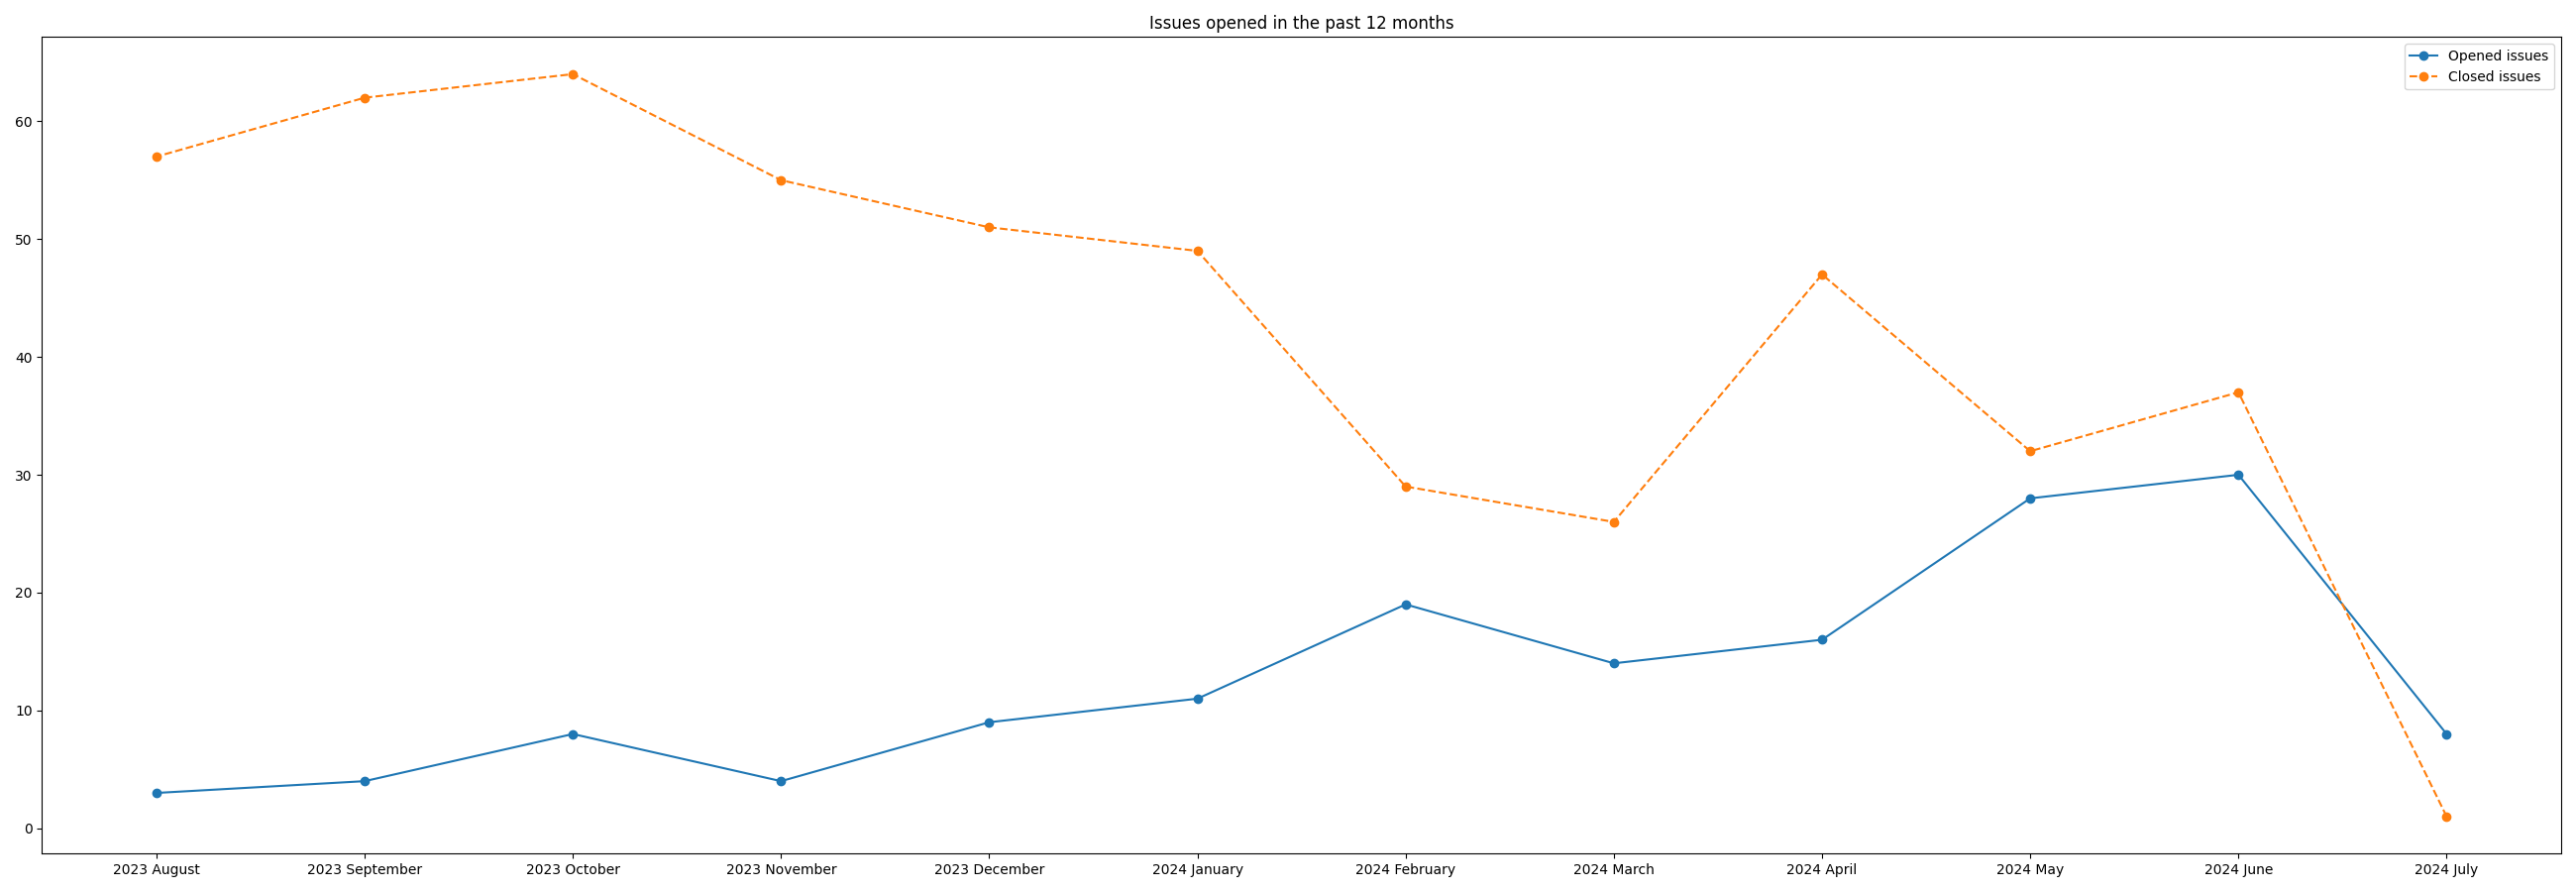 Issues opened in the past 12 months
Opened issues
Closed issues
60
50
40
30
20
10
0
2023 August 2023 September 2023 October 2023 November 2023 December 2024 January 2024 February 2024 March 2024 April 2024 May 2024 June 2024 July